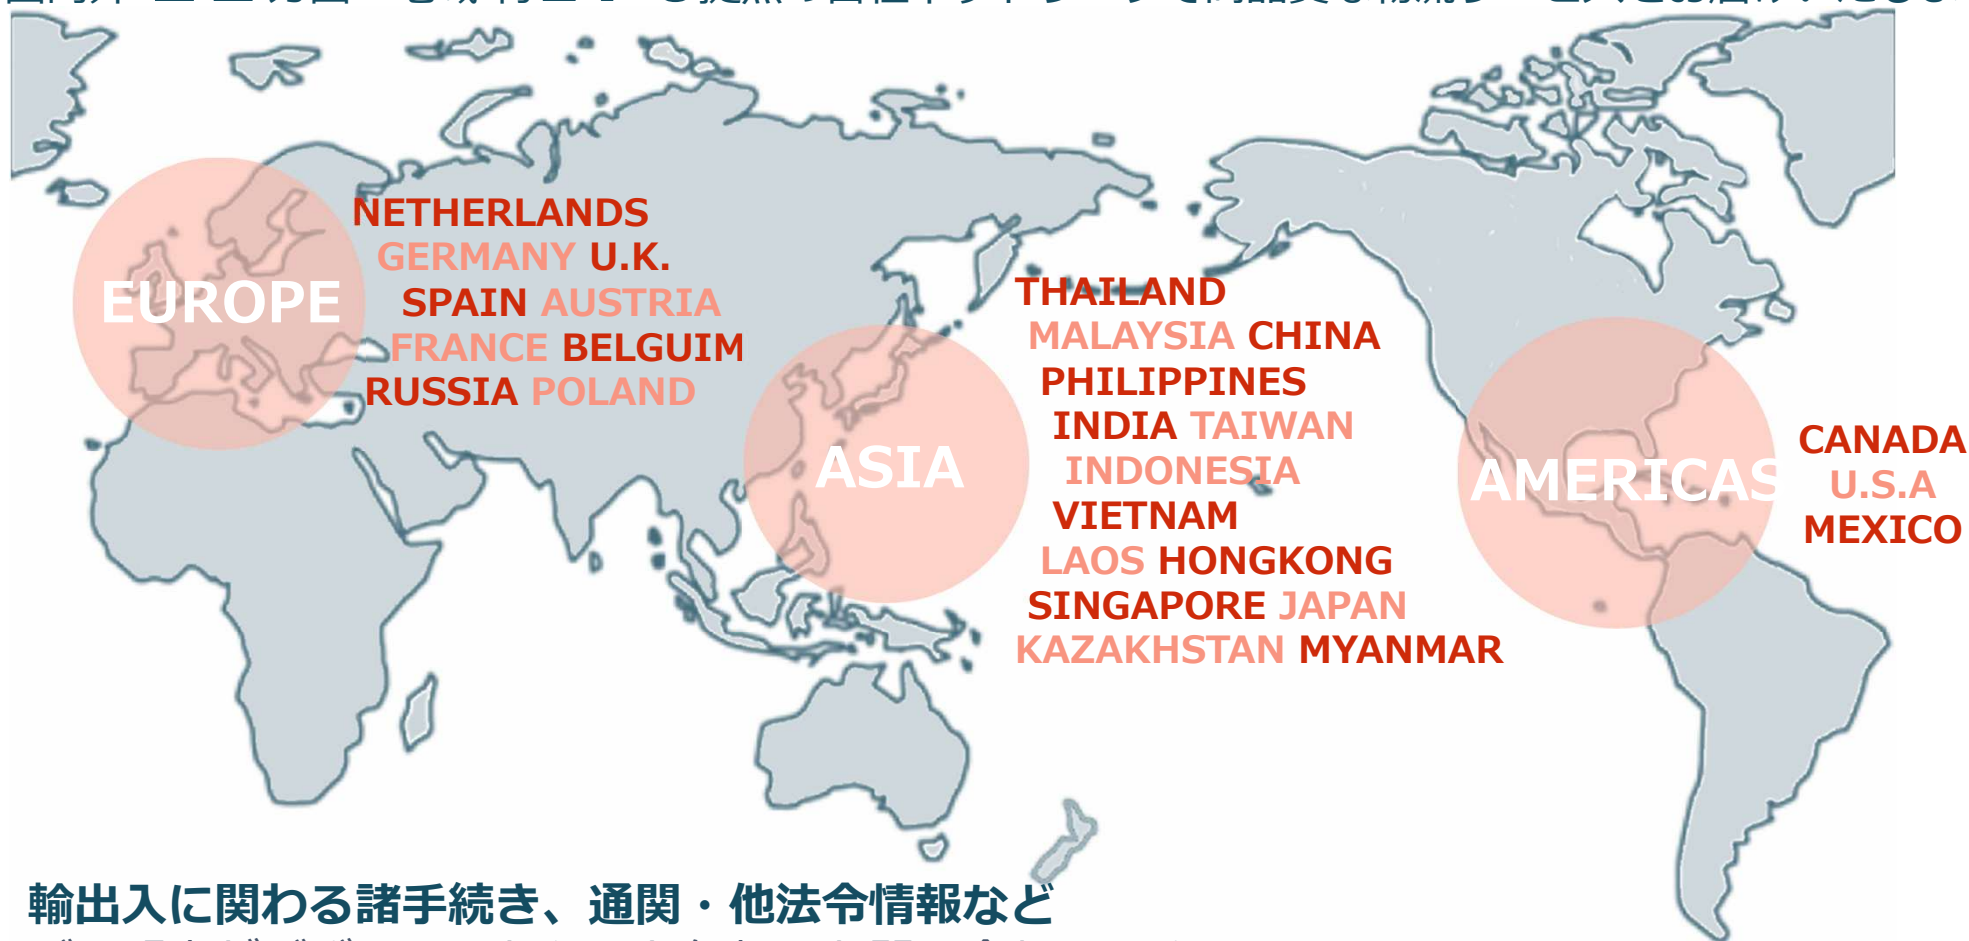 EUROPE
NETHERLANDS
GERMANY U.K.
SPAIN AUSTRIA
FRANCE BELGUIM
RUSSIA POLAND
ASIA
THAILAND
MALAYSIA CHINA
PHILIPPINES
INDIA TAIWAN
INDONESIA
VIETNAM
LAOS HONGKONG
SINGAPORE JAPAN
KAZAKHSTAN MYANMAR
AMERICAS
CANADA
U.S.A
MEXICO
輸出入に関わる諸手続き、通関・他法令情報など